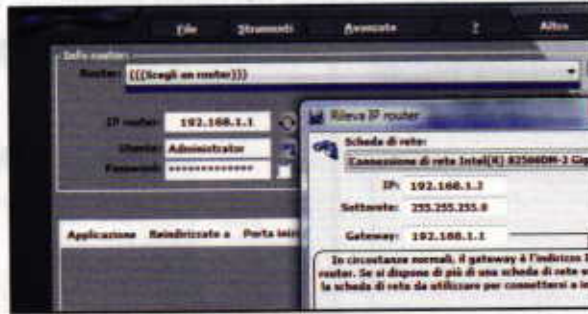 File Strumenti Avanzate ? Altro
Info router
Router: (((Scegli un router)))
IP router: 192.168.1.1
Utente: Administrator
Password: *************
Applicazione Reindirizzato a Porta iniz
Rileva IP router
Scheda di rete:
Connessione di rete Intel(R) 82566DM-2 Gig
IP: 192.168.1.2
Sottorete: 255.255.255.0
Gateway: 192.168.1.1
In circostanze normali, il gateway è l'indirizzo I
router. Se si dispone di più di una scheda di rete
la scheda di rete da utilizzare per connettersi a in